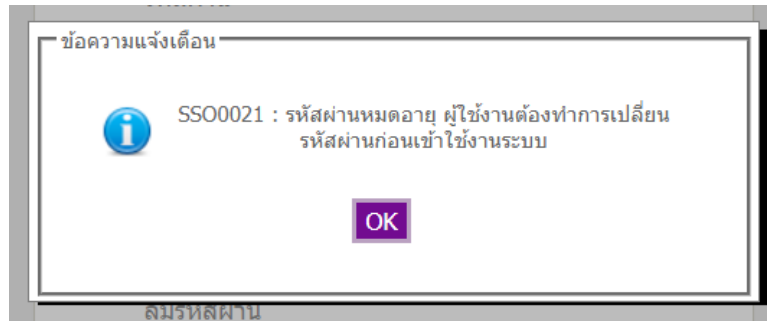 ข้อความแจ้งเตือน
SSO0021 : รหัสผ่านหมดอายุ ผู้ใช้งานต้องทำการเปลี่ยน
รหัสผ่านก่อนเข้าใช้งานระบบ
OK
ลืมรหัสผ่าน